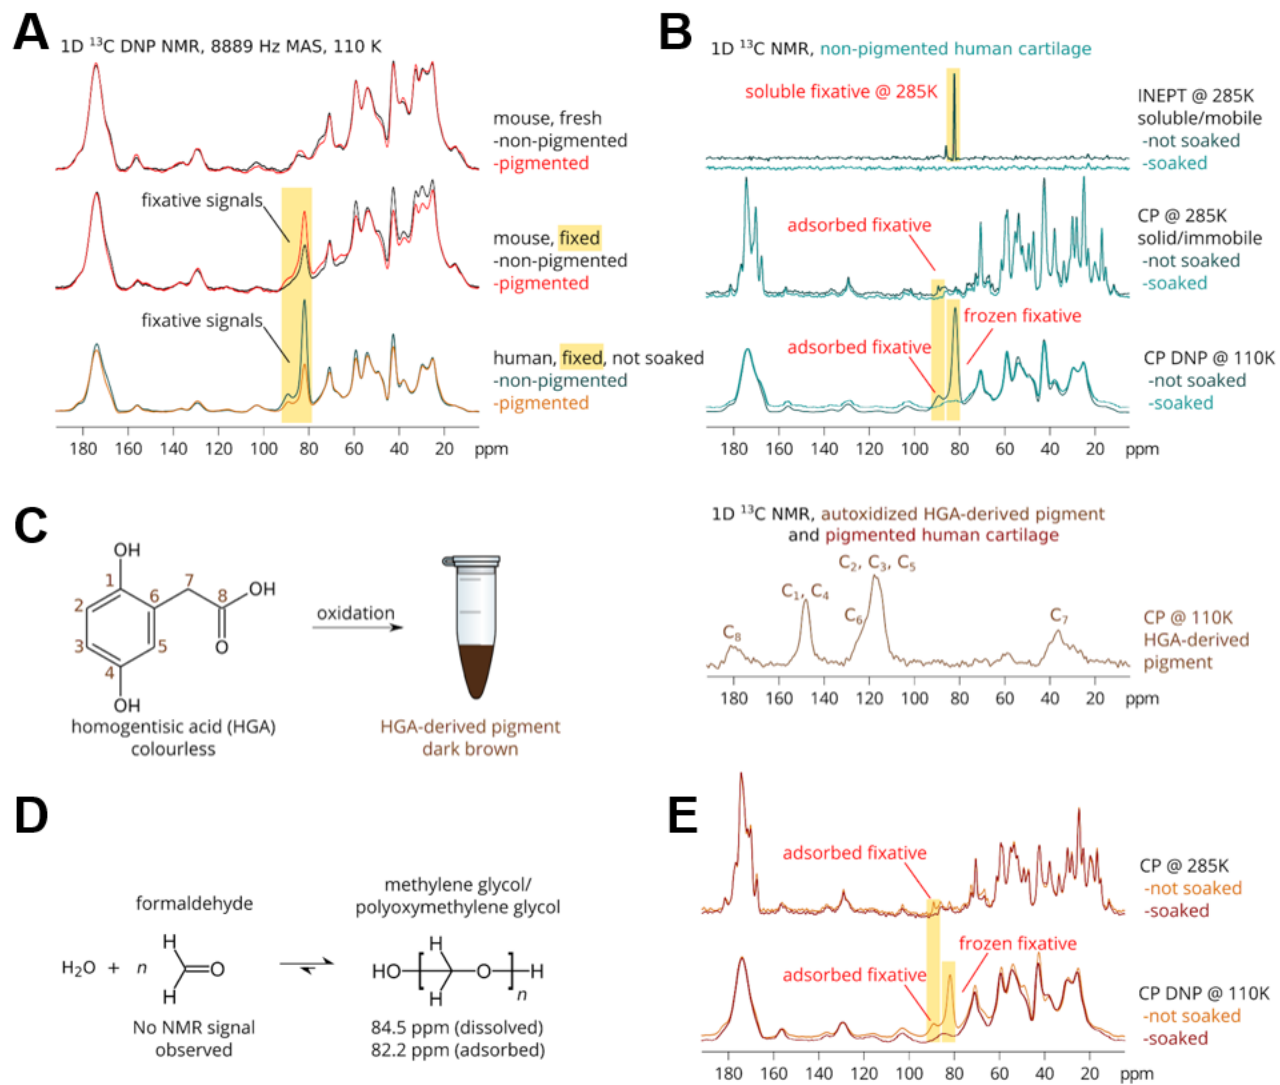 A
1D ¹³C DNP NMR, 8889 Hz MAS, 110 K
mouse, fresh
-non-pigmented
-pigmented
fixative signals
mouse, fixed
-non-pigmented
-pigmented
fixative signals
human, fixed, not soaked
-non-pigmented
-pigmented
180 160 140 120 100 80 60 40 20 ppm
B
1D ¹³C NMR, non-pigmented human cartilage
soluble fixative @ 285K
INEPT @ 285K
soluble/mobile
-not soaked
-soaked
adsorbed fixative
CP @ 285K
solid/immobile
-not soaked
-soaked
frozen fixative
adsorbed fixative
CP DNP @ 110K
-not soaked
-soaked
180 160 140 120 100 80 60 40 20 ppm
C
OH
1
2
3
4
5
6
7
8
OH
O
OH
homogentisic acid (HGA)
colourless
oxidation
HGA-derived pigment
dark brown
1D ¹³C NMR, autoxidized HGA-derived pigment
and pigmented human cartilage
C₈
C₁, C₄
C₆
C₂, C₃, C₅
C₇
CP @ 110K
HGA-derived
pigment
180 160 140 120 100 80 60 40 20 ppm
D
formaldehyde
H₂O + n
H
H
O
No NMR signal
observed
methylene glycol/
polyoxymethylene glycol
H
HO[ O ]H
H
n
84.5 ppm (dissolved)
82.2 ppm (adsorbed)
E
adsorbed fixative
CP @ 285K
-not soaked
-soaked
frozen fixative
adsorbed fixative
CP DNP @ 110K
-not soaked
-soaked
180 160 140 120 100 80 60 40 20 ppm